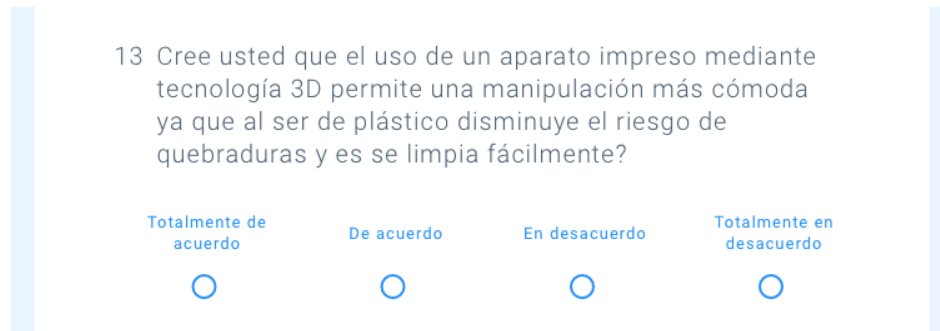 13 Cree usted que el uso de un aparato impreso mediante
tecnología 3D permite una manipulación más cómoda
ya que al ser de plástico disminuye el riesgo de
quebraduras y es se limpia fácilmente?
Totalmente de
acuerdo
De acuerdo
En desacuerdo
Totalmente en
desacuerdo